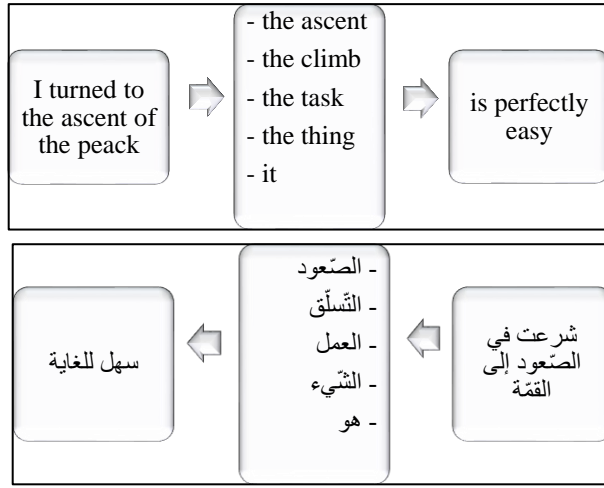 I turned to
the ascent of
the peack
- the ascent
- the climb
- the task
- the thing
- it
is perfectly
easy
شرعت في
الصّعود إلى
القمّة
- الصّعود
- التّسلّق
- العمل
- الشّيء
- هو
سهل للغاية